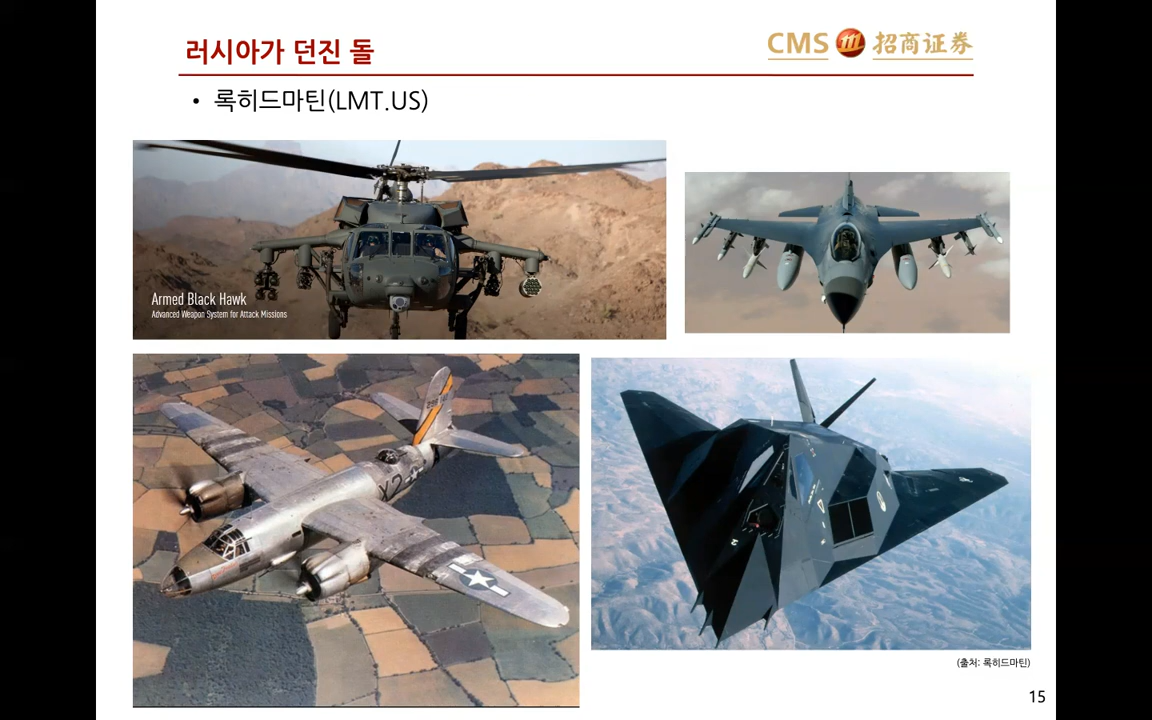 러시아가 던진 돌
CMS 招商证券
• 록히드마틴(LMT.US)
Armed Black Hawk
Advanced Weapon System for Attack Missions
X2
(출처: 록히드마틴)
15